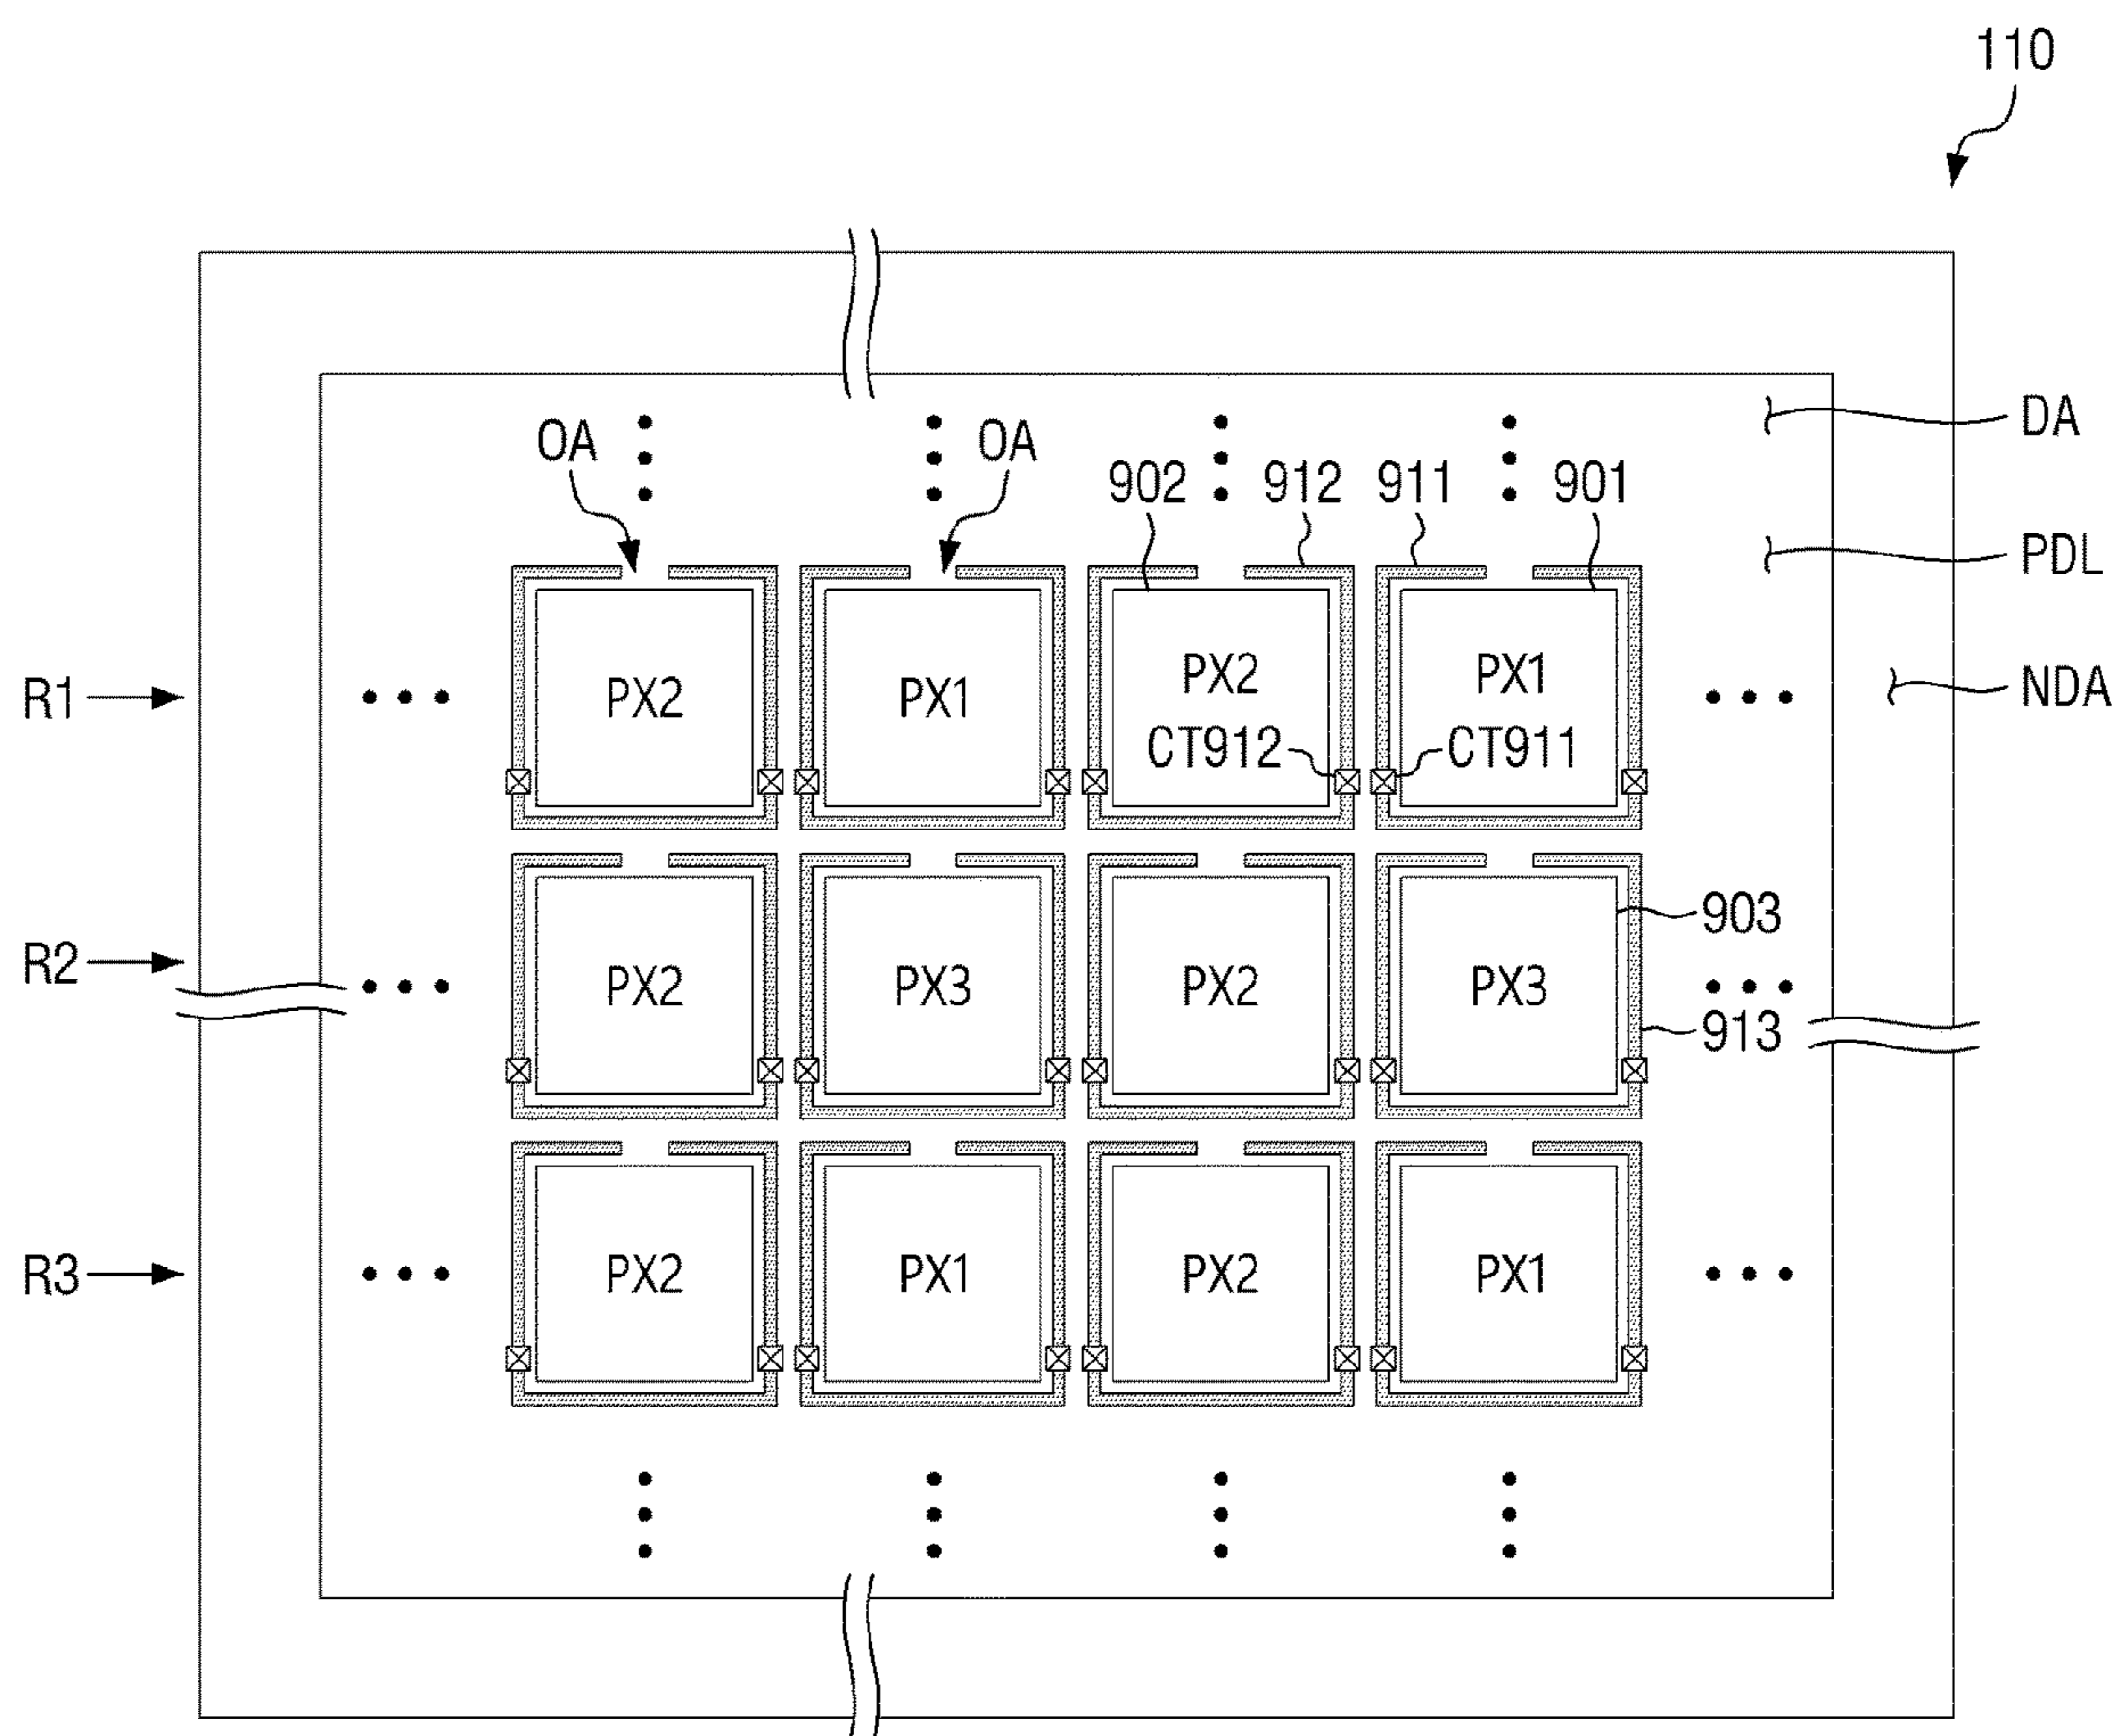 110
DA
OA OA
902 912 911 901
PDL
R1 PX2 PX1 PX2 PX1 NDA
CT912 CT911
903
R2 PX2 PX3 PX2 PX3
913
R3 PX2 PX1 PX2 PX1